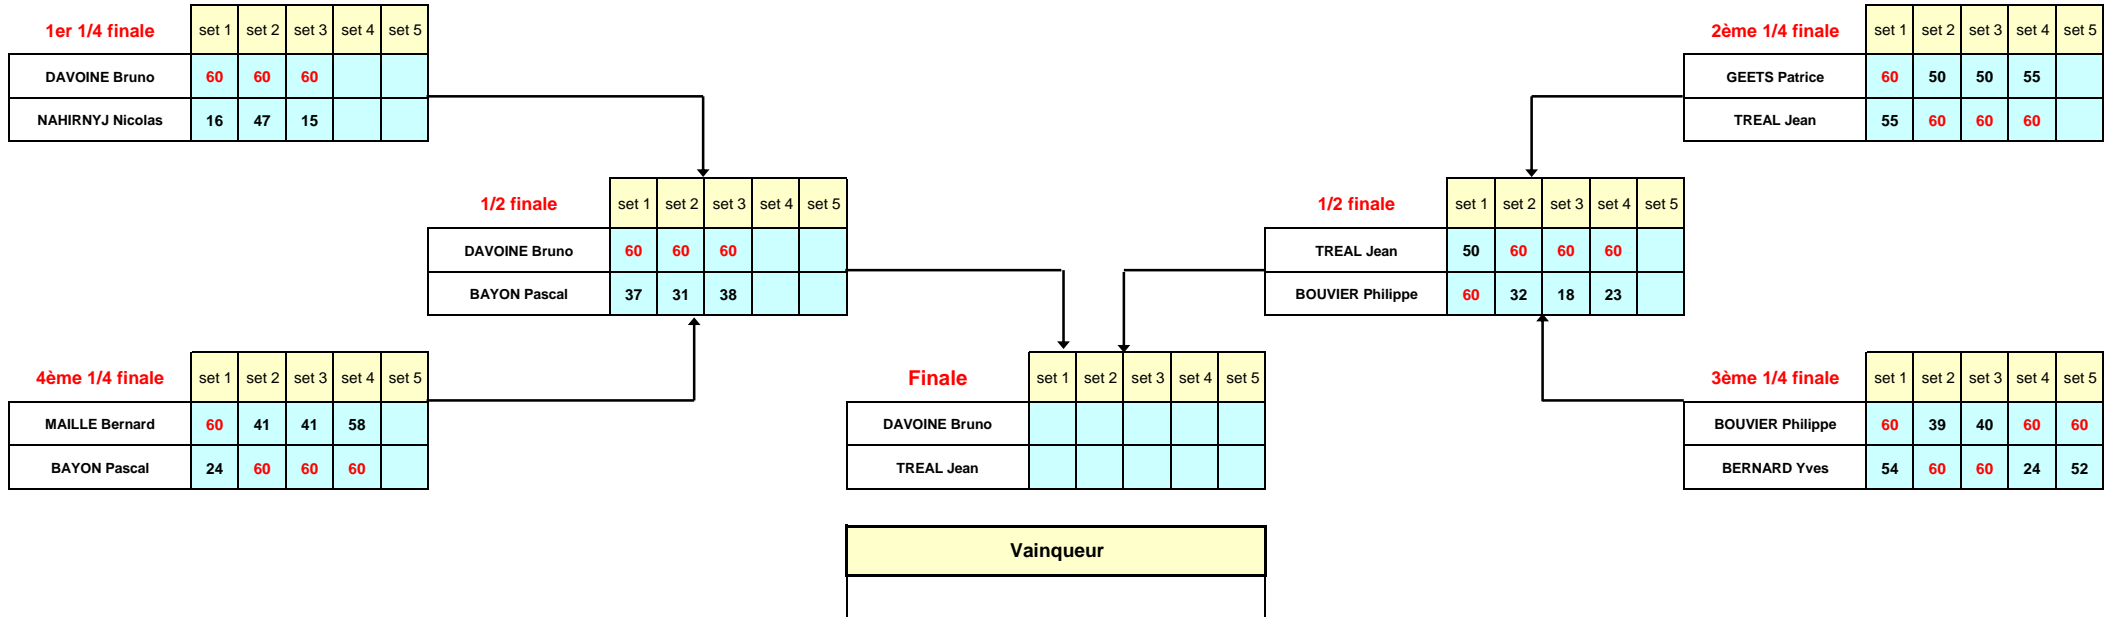 1er 1/4 finale set 1 set 2 set 3 set 4 set 5
DAVOINE Bruno 60 60 60
NAHIRNYJ Nicolas 16 47 15
2ème 1/4 finale set 1 set 2 set 3 set 4 set 5
GEETS Patrice 60 50 50 55
TREAL Jean 55 60 60 60
1/2 finale set 1 set 2 set 3 set 4 set 5
DAVOINE Bruno 60 60 60
BAYON Pascal 37 31 38
1/2 finale set 1 set 2 set 3 set 4 set 5
TREAL Jean 50 60 60 60
BOUVIER Philippe 60 32 18 23
4ème 1/4 finale set 1 set 2 set 3 set 4 set 5
MAILLE Bernard 60 41 41 58
BAYON Pascal 24 60 60 60
Finale set 1 set 2 set 3 set 4 set 5
DAVOINE Bruno
TREAL Jean
3ème 1/4 finale set 1 set 2 set 3 set 4 set 5
BOUVIER Philippe 60 39 40 60 60
BERNARD Yves 54 60 60 24 52
Vainqueur